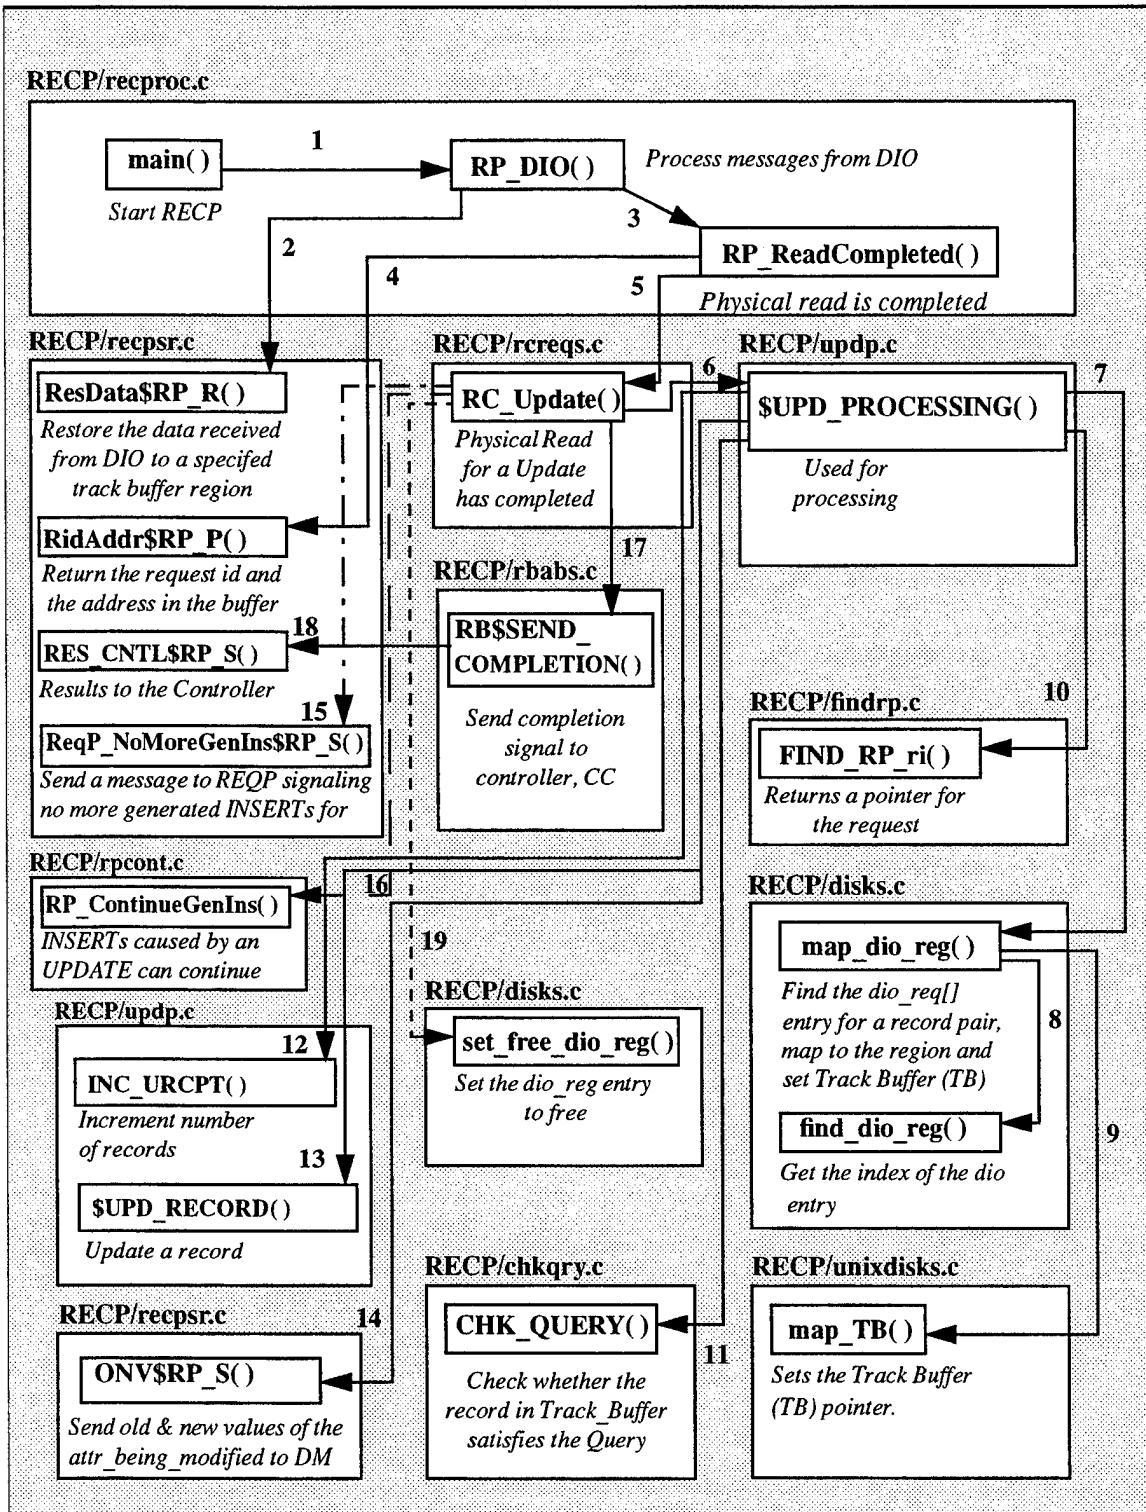 RECP/recproc.c
1
main( )
RP_DIO( )
Process messages from DIO
Start RECP
2
3
RP_ReadCompleted( )
4
5
Physical read is completed
RECP/recpsr.c
ResData$RP_R( )
Restore the data received
from DIO to a specifed
track buffer region
RidAddr$RP_P( )
Return the request id and
the address in the buffer
18
RES_CNTL$RP_S( )
Results to the Controller
15
ReqP_NoMoreGenIns$RP_S( )
Send a message to REQP signaling
no more generated INSERTs for
RECP/rcreqs.c
RC_Update( )
Physical Read
for a Update
has completed
6
17
RECP/updp.c
$UPD_PROCESSING( )
Used for
processing
7
RECP/rbabs.c
RB$SEND_
COMPLETION( )
Send completion
signal to
controller, CC
RECP/findrp.c
10
FIND_RP_ri( )
Returns a pointer for
the request
RECP/rpcont.c
16
RP_ContinueGenIns( )
INSERTs caused by an
UPDATE can continue
19
RECP/disks.c
map_dio_reg( )
Find the dio_req[]
entry for a record pair,
map to the region and
set Track Buffer (TB)
8
find_dio_reg( )
9
Get the index of the dio
entry
RECP/updp.c
12
INC_URCPT( )
Increment number
of records
13
$UPD_RECORD( )
Update a record
RECP/disks.c
set_free_dio_reg( )
Set the dio_reg entry
to free
RECP/recpsr.c
14
ONV$RP_S( )
Send old & new values of the
attr_being_modified to DM
RECP/chkqry.c
CHK_QUERY( )
11
Check whether the
record in Track_Buffer
satisfies the Query
RECP/unixdisks.c
map_TB( )
Sets the Track Buffer
(TB) pointer.